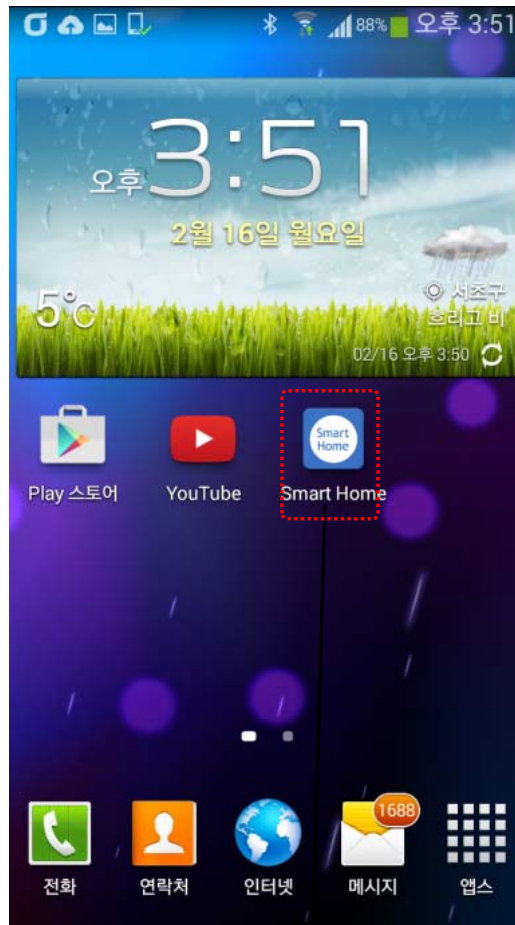 88% 오후 3:51
오후 3:51
2월 16일 월요일
5°c
서초구
흐리고 비
02/16 오후 3:50
Smart
Home
Play 스토어 YouTube Smart Home
1688
전화 연락처 인터넷 메시지 앱스